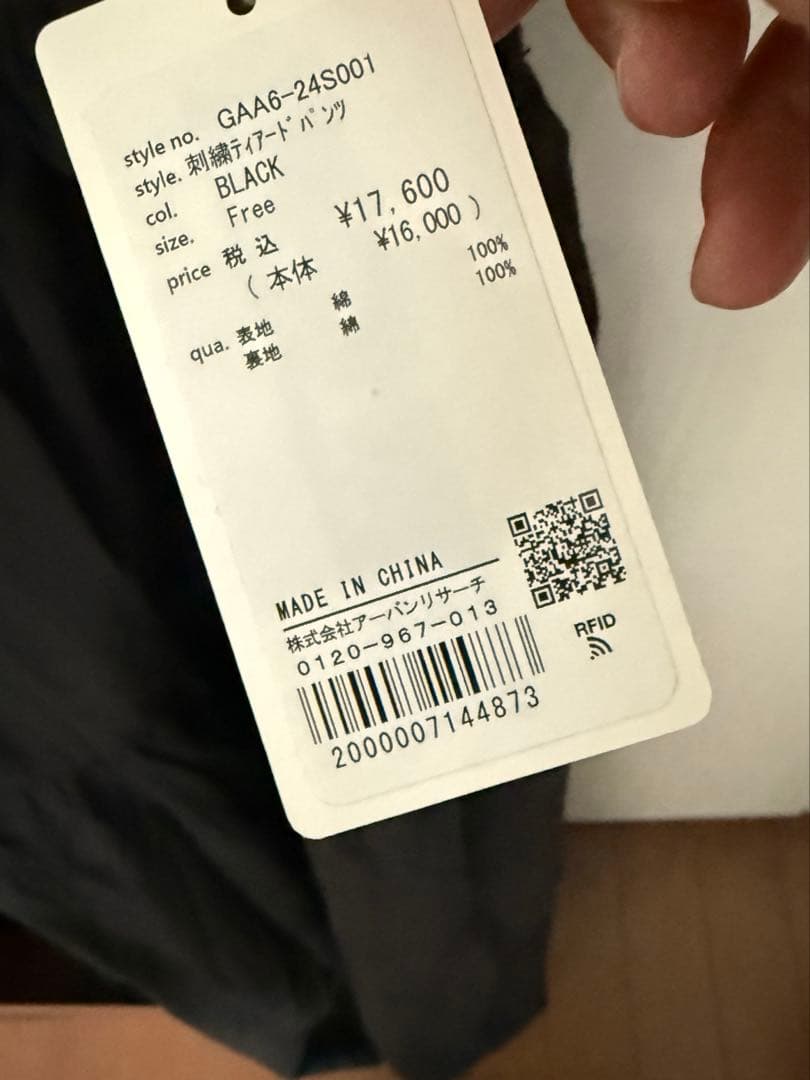 style no. GAA6-24S001
style. 刺繍ティアードパンツ
col. BLACK
size. Free
price 税 込 ¥17,600
( 本体 ¥16,000 )
qua. 表地 綿 100%
裏地 綿 100%
MADE IN CHINA
株式会社アーバンリサーチ
0120-967-013
2000007144873
RFID